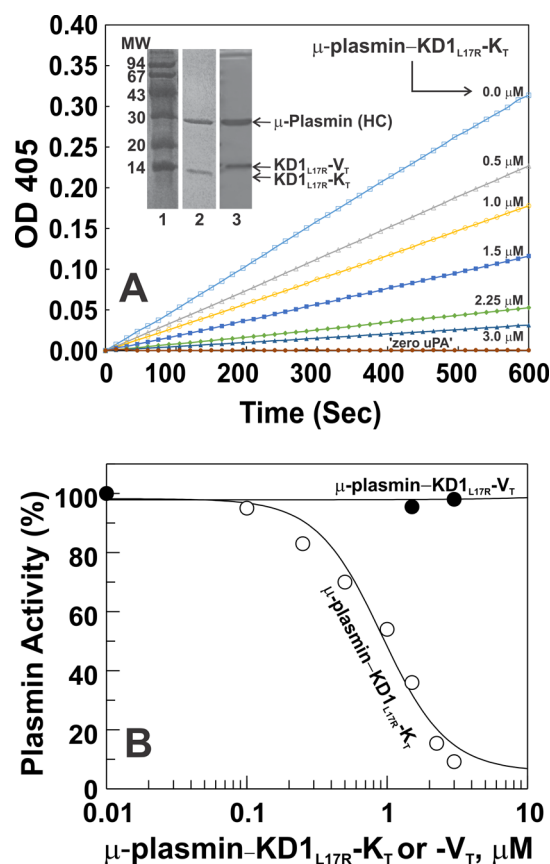 μ-plasmin–KD1L17R-KT
0.40
0.35
0.30
0.25
0.20
0.15
0.10
0.05
0.00
OD 405
MW
94
67
43
30
20
14
1 2 3
μ-Plasmin (HC)
KD1L17R-VT
KD1L17R-KT
0.0 μM
0.5 μM
1.0 μM
1.5 μM
2.25 μM
3.0 μM
'zero uPA'
A
0 100 200 300 400 500 600
Time (Sec)
100
80
60
40
20
0
Plasmin Activity (%)
μ-plasmin–KD1L17R-VT
μ-plasmin–KD1L17R-KT
B
0.01 0.1 1 10
μ-plasmin–KD1L17R-KT or -VT, μM